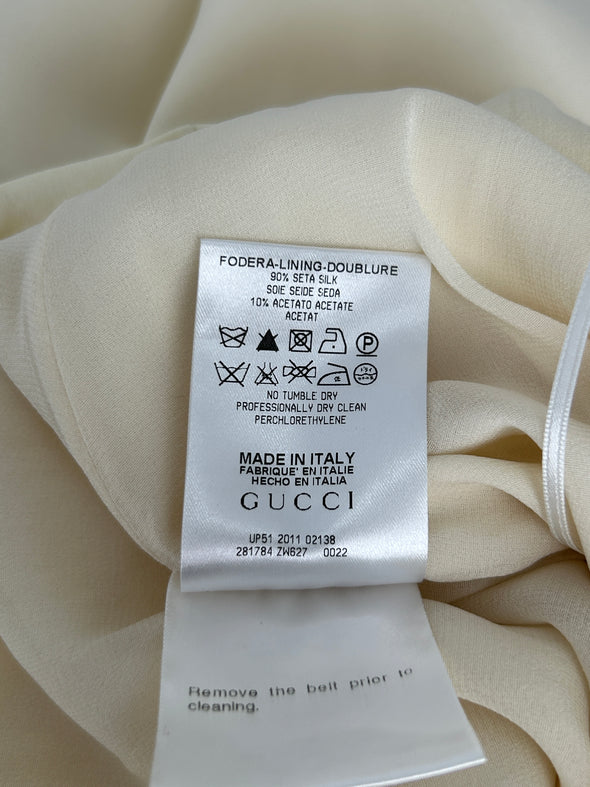 FODERA-LINING-DOUBLURE
90% SETA SILK
SOIE SEIDE SEDA
10% ACETATO ACETATE
ACETAT
P
NO TUMBLE DRY
PROFESSIONALLY DRY CLEAN
PERCHLORETHYLENE
MADE IN ITALY
FABRIQUE' EN ITALIE
HECHO EN ITALIA
GUCCI
UP51 2011 02138
281784 ZW627 0022
Remove the belt prior to
cleaning.